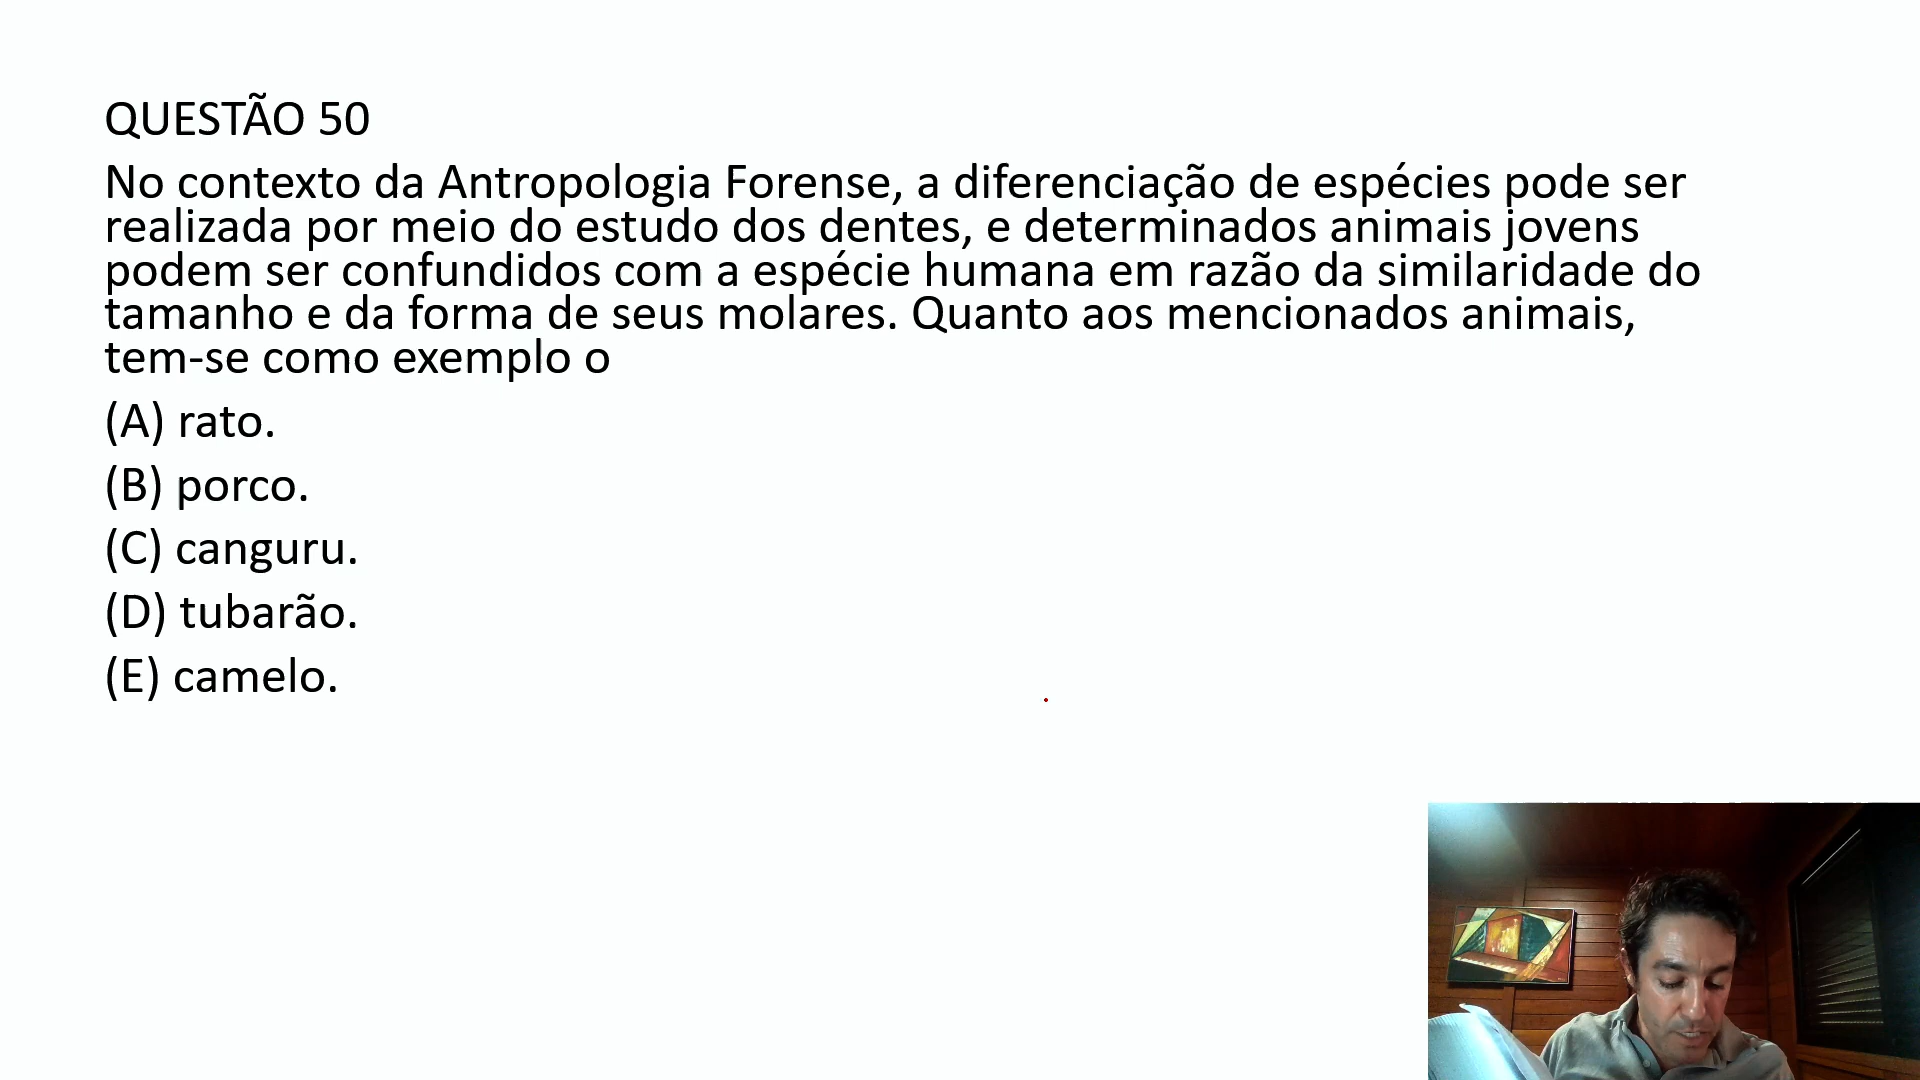 QUESTÃO 50
No contexto da Antropologia Forense, a diferenciação de espécies pode ser
realizada por meio do estudo dos dentes, e determinados animais jovens
podem ser confundidos com a espécie humana em razão da similaridade do
tamanho e da forma de seus molares. Quanto aos mencionados animais,
tem-se como exemplo o
(A) rato.
(B) porco.
(C) canguru.
(D) tubarão.
(E) camelo.